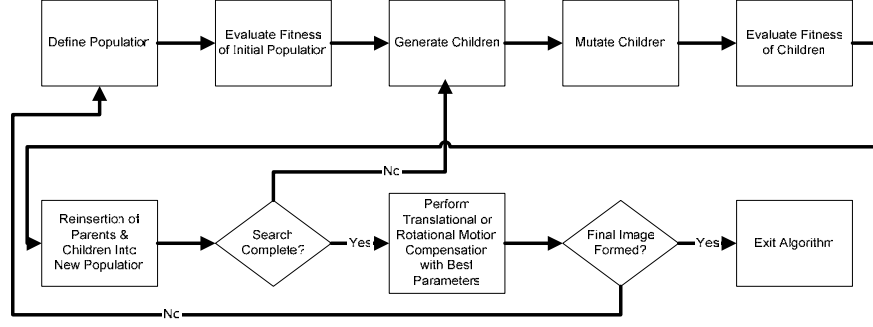 Define Population
Evaluate Fitness
of Initial Population
Generate Children
Mutate Children
Evaluate Fitness
of Children
No
Reinsertion of
Parents &
Children Into
New Population
Search
Complete?
Yes
Perform
Translational or
Rotational Motion
Compensation
with Best
Parameters
Final Image
Formed?
Yes
Exit Algorithm
No